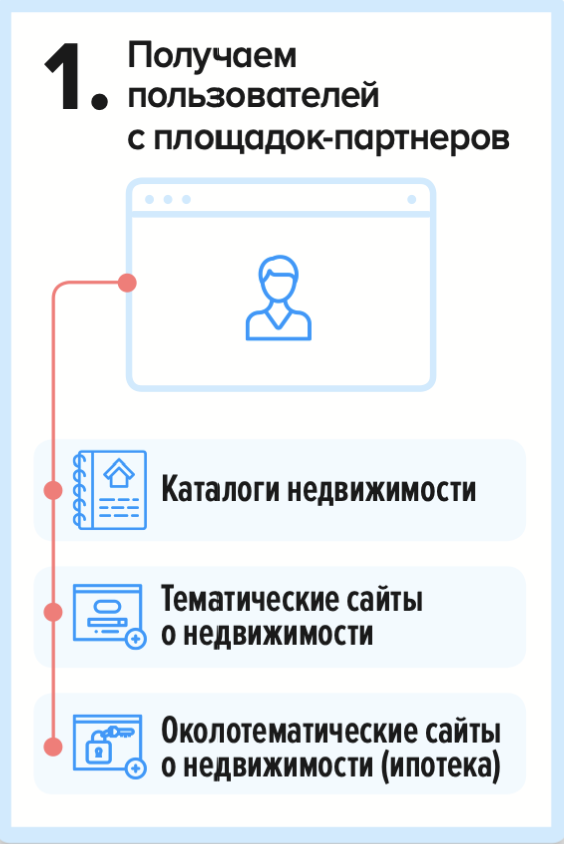 1. Получаем
пользователей
с площадок-партнеров
Каталоги недвижимости
Тематические сайты
о недвижимости
Околотематические сайты
о недвижимости (ипотека)